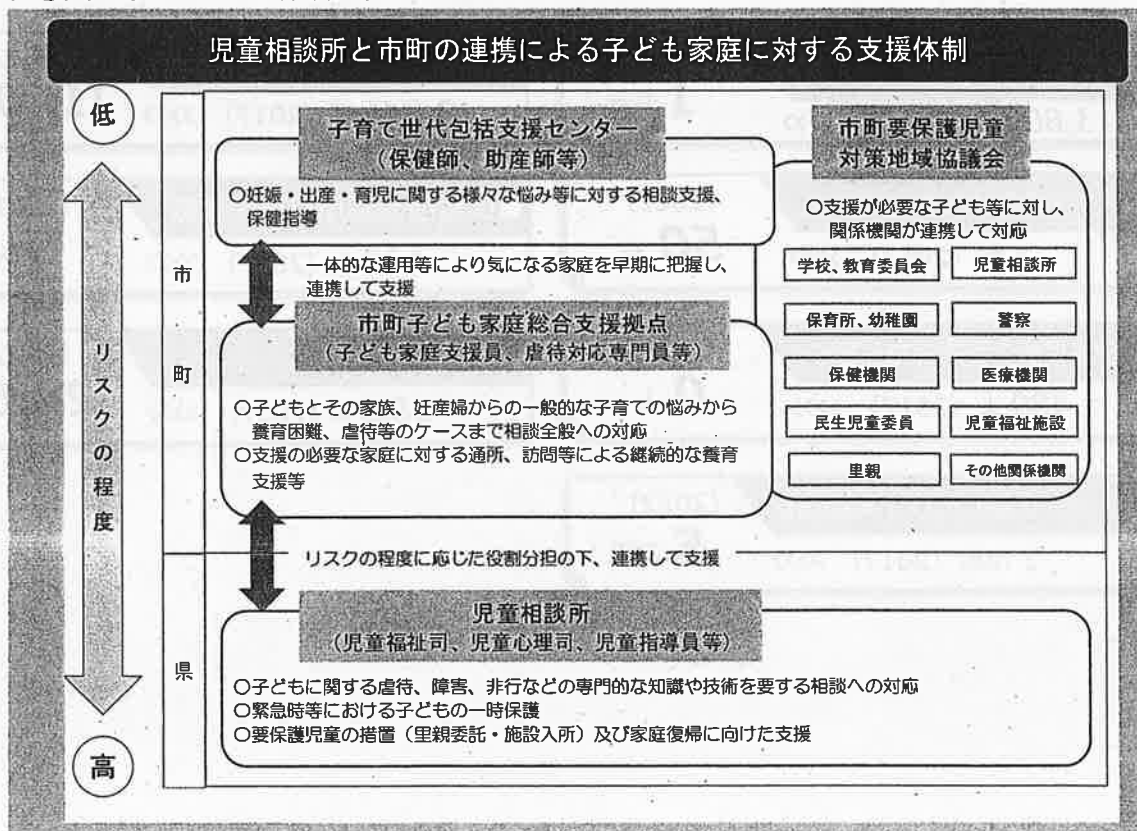 児童相談所と市町の連携による子ども家庭に対する支援体制
低
リスクの程度
高
市
町
県
子育て世代包括支援センター
(保健師、助産師等)
○妊娠・出産・育児に関する様々な悩み等に対する相談支援、
保健指導
一体的な運用等により気になる家庭を早期に把握し、
連携して支援
市町子ども家庭総合支援拠点
(子ども家庭支援員、虐待対応専門員等)
○子どもとその家族、妊産婦からの一般的な子育ての悩みから
養育困難、虐待等のケースまで相談全般への対応
○支援の必要な家庭に対する通所、訪問等による継続的な養育
支援等
リスクの程度に応じた役割分担の下、連携して支援
児童相談所
(児童福祉司、児童心理司、児童指導員等)
○子どもに関する虐待、障害、非行などの専門的な知識や技術を要する相談への対応
○緊急時等における子どもの一時保護
○要保護児童の措置(里親委託・施設入所)及び家庭復帰に向けた支援
市町要保護児童
対策地域協議会
○支援が必要な子ども等に対し、
関係機関が連携して対応
学校、教育委員会
児童相談所
保育所、幼稚園
警察
保健機関
医療機関
民生児童委員
児童福祉施設
里親
その他関係機関